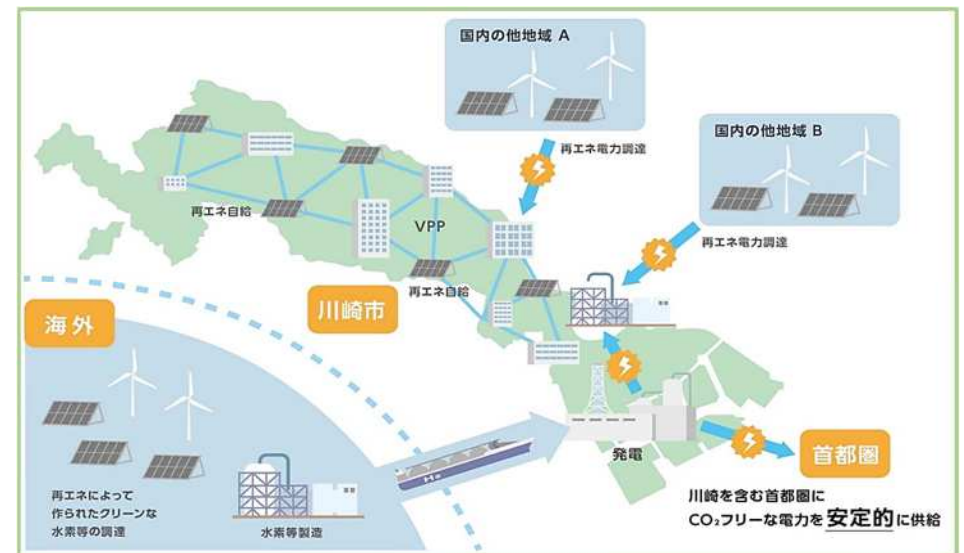 国内の他地域 A
再エネ電力調達
国内の他地域 B
再エネ電力調達
再エネ自給
VPP
再エネ自給
川崎市
海外
発電
首都圏
再エネによって
作られたクリーンな
水素等の調達
水素等製造
川崎を含む首都圏に
CO₂フリーな電力を 安定的 に供給